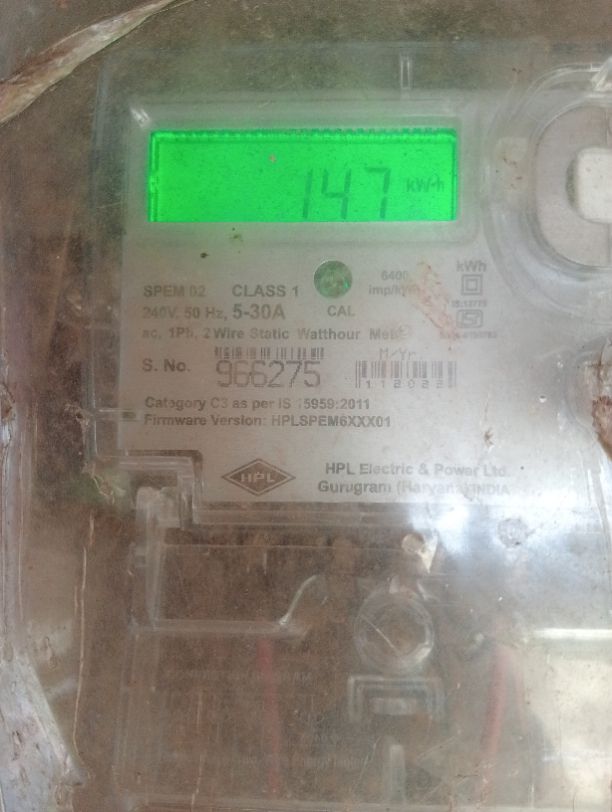 147 kWh
SPEM 02 CLASS 1
6400 imp/kWh
kWh
240V, 50 Hz, 5-30A
CAL
ac, 1Ph, 2 Wire Static Watthour Meter
M/Yr.
S. No. 966275
Category C3 as per IS 15959:2011
Firmware Version: HPLSPEM6XXX01
HPL
HPL Electric & Power Ltd.
Gurugram (Haryana) INDIA